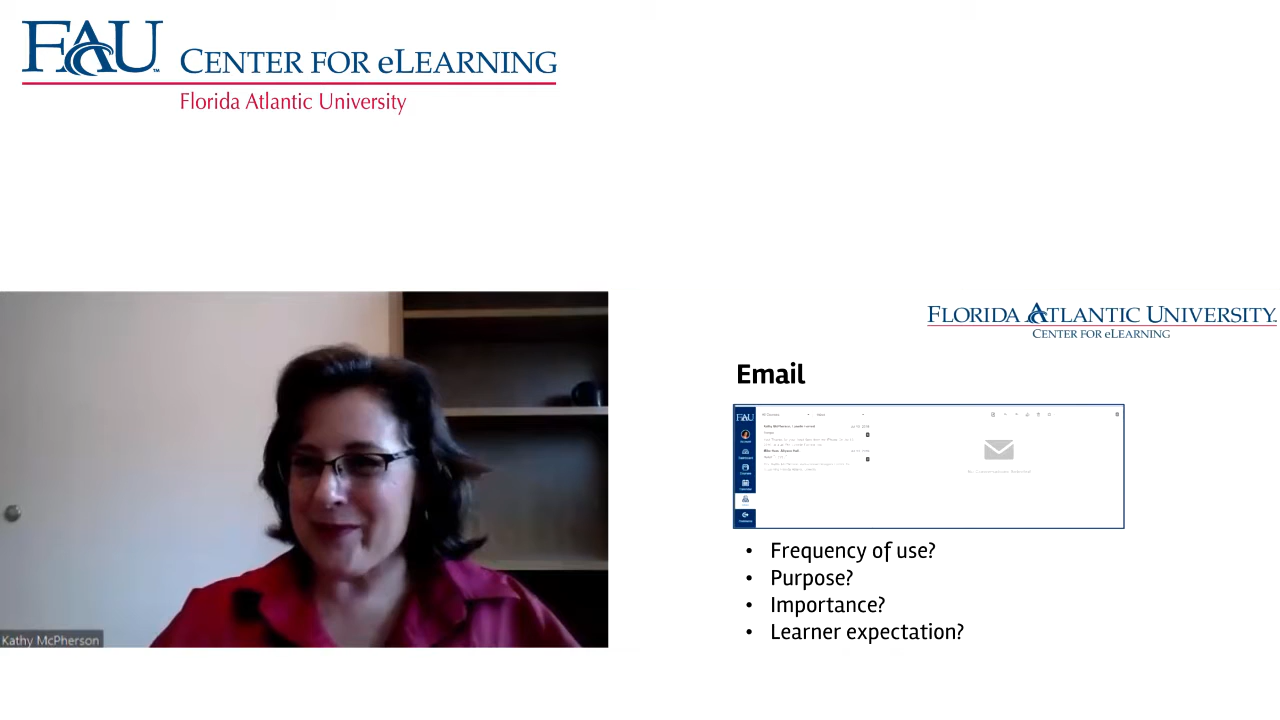 FAU™ CENTER FOR eLEARNING
Florida Atlantic University
FLORIDA ATLANTIC UNIVERSITY
CENTER FOR eLEARNING
Email
FAU
• Frequency of use?
• Purpose?
• Importance?
• Learner expectation?
Kathy McPherson